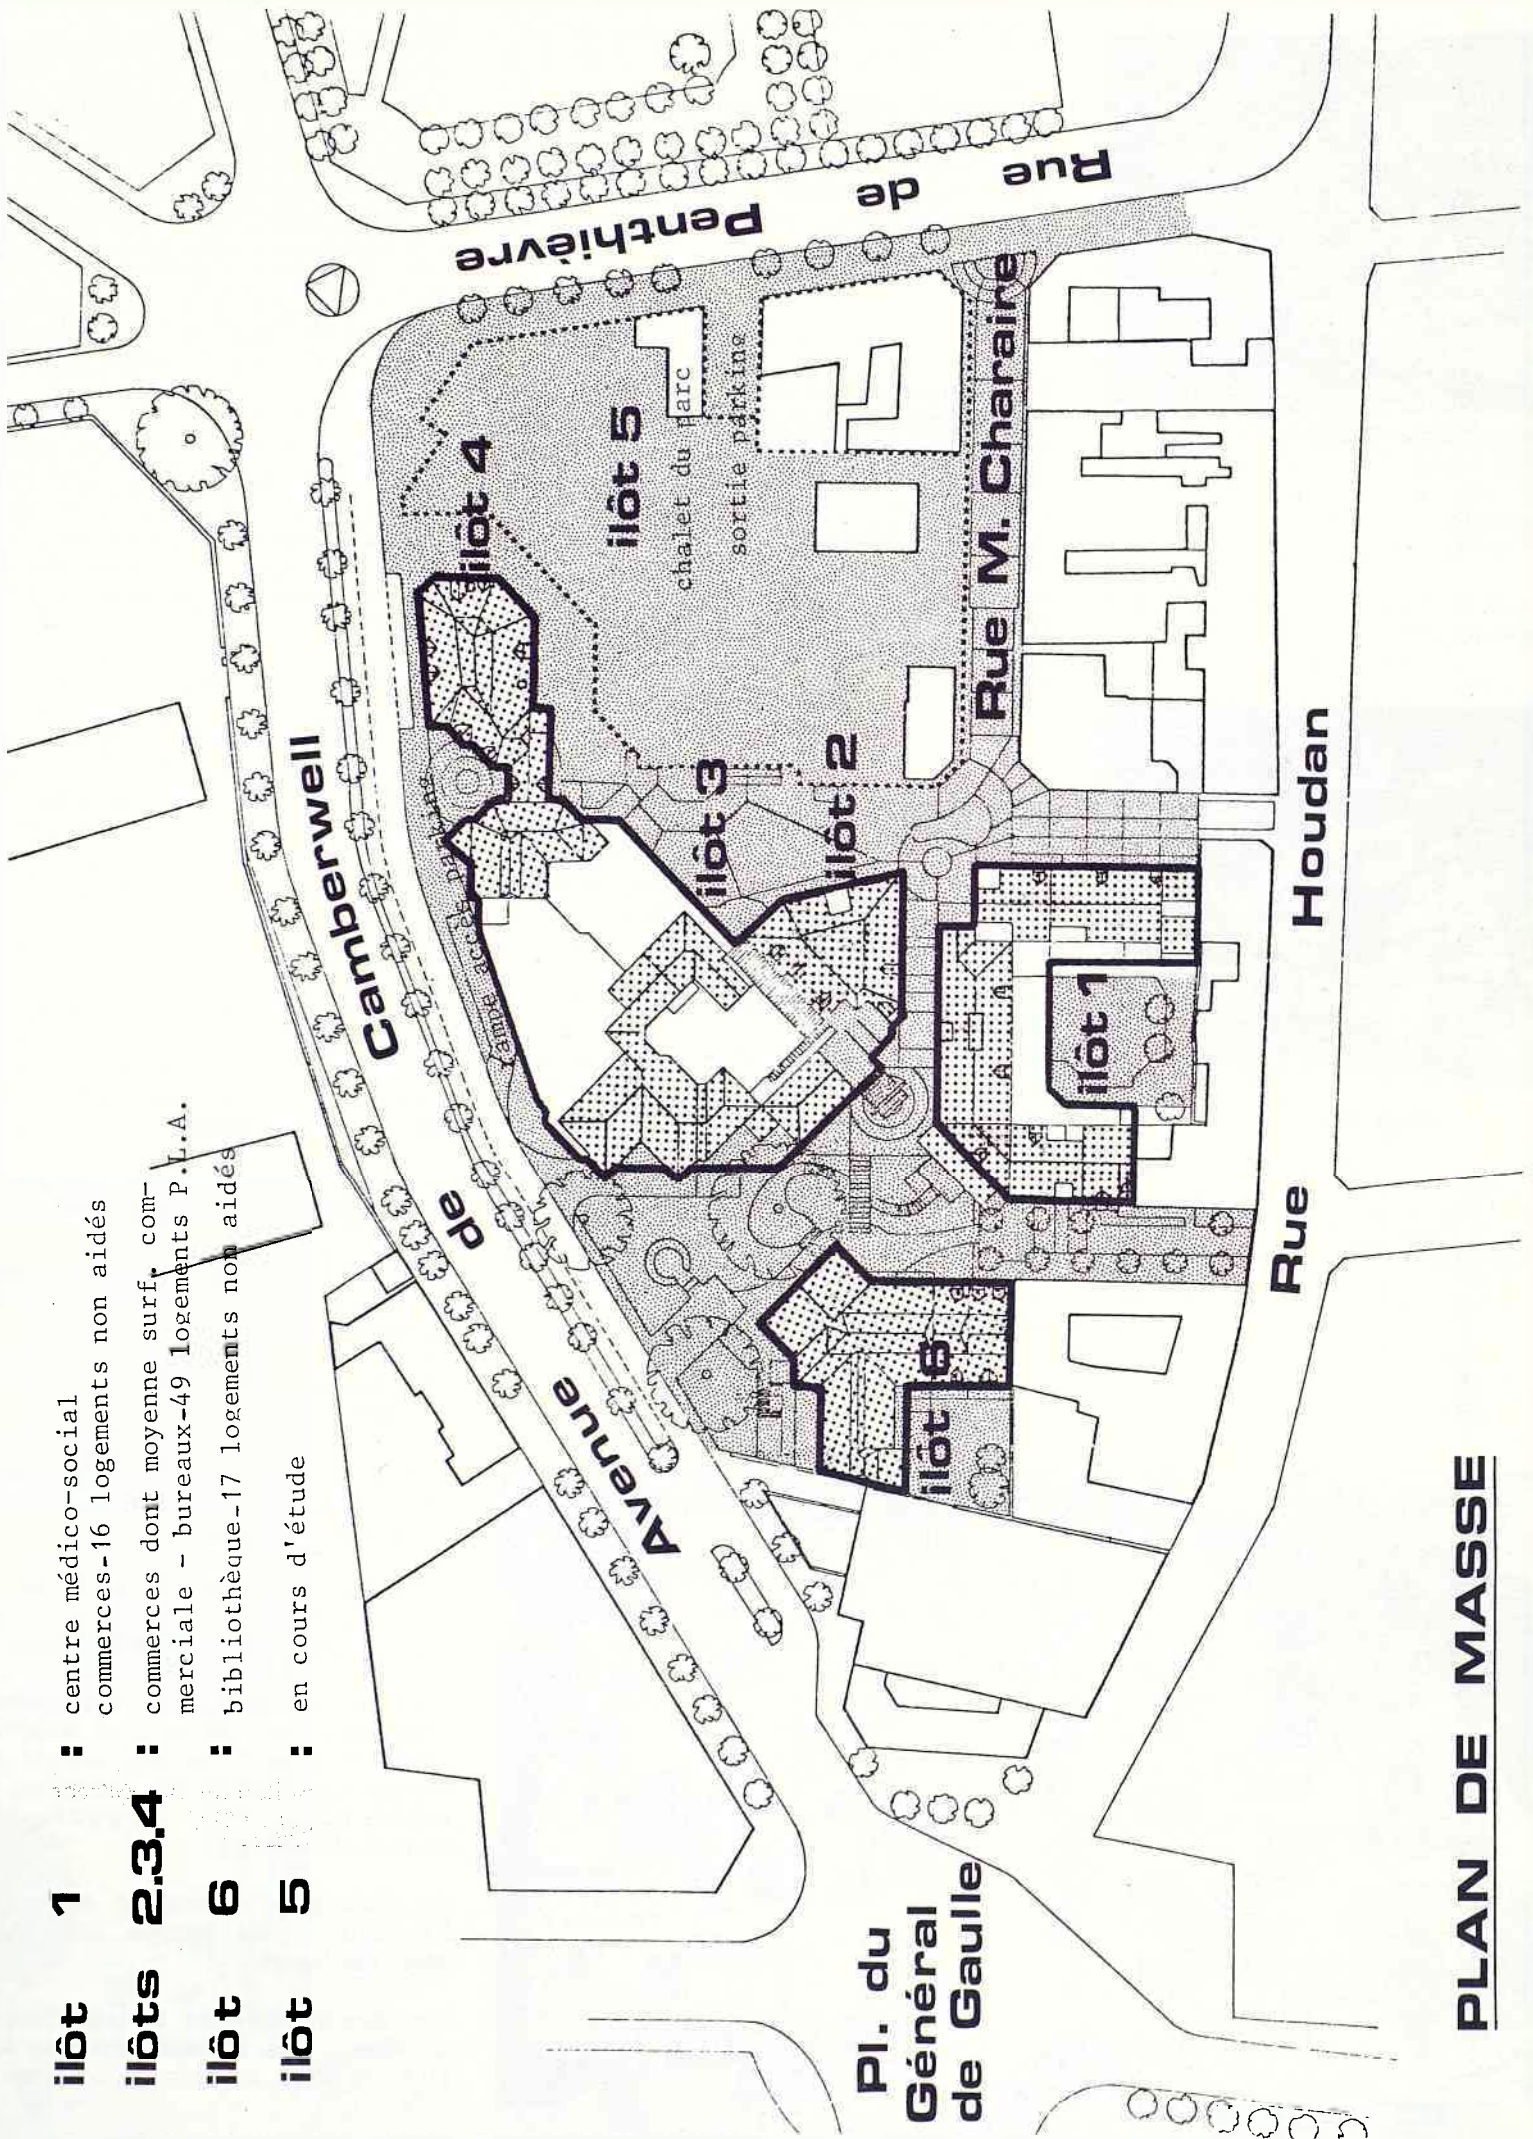 ilôt 1 : centre médico-social
commerces-16 logements non aidés
ilôts 2.3.4 : commerces dont moyenne surf. com-
merciale - bureaux-49 logements P.L.A.
ilôt 6 : bibliothèque-17 logements non aidés
ilôt 5 : en cours d'étude
Avenue de Camberwell
Rue de Penthièvre
rampe accès parking
ilôt 4
ilôt 5
chalet du parc
sortie parking
ilôt 3
ilôt 2
Rue M. Charaire
ilôt 1
ilôt 6
Rue Houdan
Pl. du
Général
de Gaulle
PLAN DE MASSE